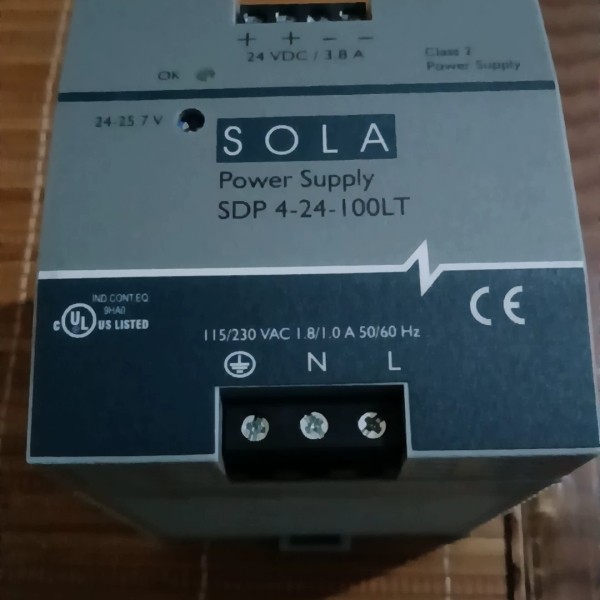 + + − −
24 VDC / 3.8 A
Class 2
Power Supply
OK
24-25.7 V
SOLA
Power Supply
SDP 4-24-100LT
IND.CONT.EQ
9HA0
C UL US LISTED
CE
115/230 VAC 1.8/1.0 A 50/60 Hz
N L